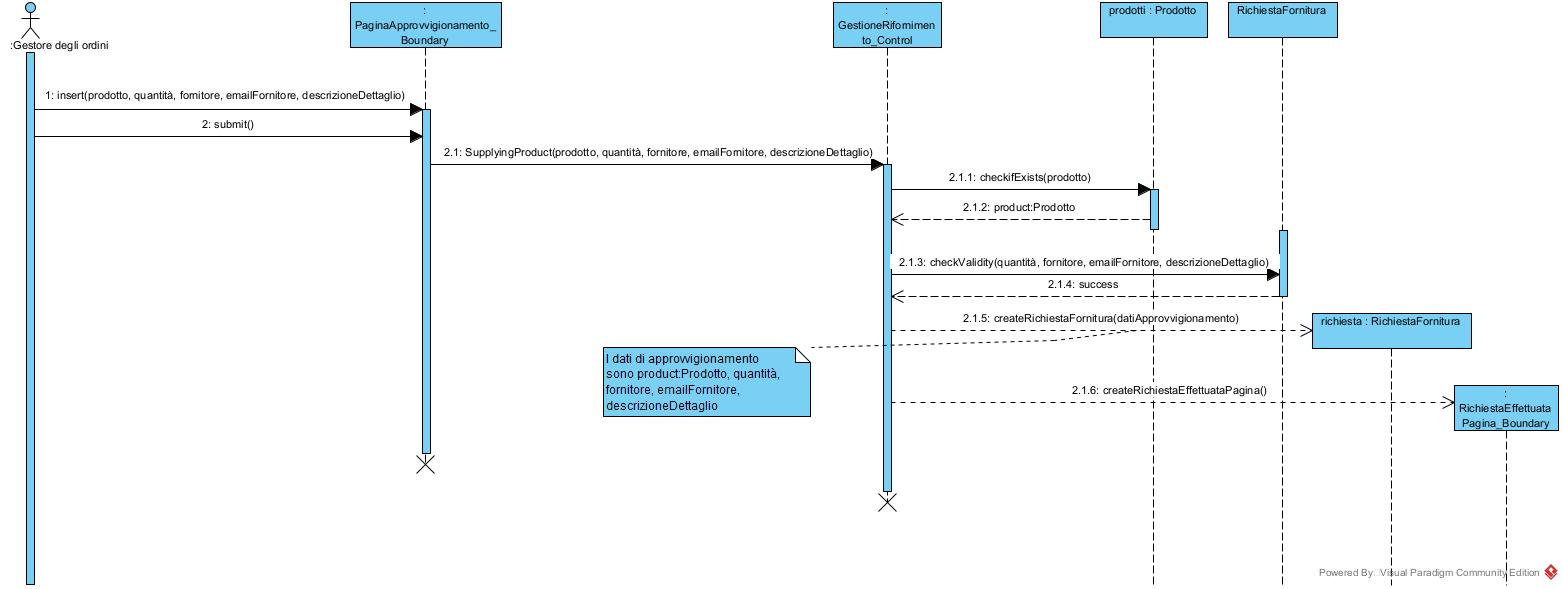 :Gestore degli ordini
:
PaginaApprovvigionamento_
Boundary
:
GestioneRifornimen
to_Control
prodotti : Prodotto
RichiestaFornitura
1: insert(prodotto, quantità, fornitore, emailFornitore, descrizioneDettaglio)
2: submit()
2.1: SupplyingProduct(prodotto, quantità, fornitore, emailFornitore, descrizioneDettaglio)
2.1.1: checkifExists(prodotto)
2.1.2: product:Prodotto
2.1.3: checkValidity(quantità, fornitore, emailFornitore, descrizioneDettaglio)
2.1.4: success
2.1.5: createRichiestaFornitura(datiApprovvigionamento)
richiesta : RichiestaFornitura
I dati di approvvigionamento
sono product:Prodotto, quantità,
fornitore, emailFornitore,
descrizioneDettaglio
2.1.6: createRichiestaEffettuataPagina()
:
RichiestaEffettuata
Pagina_Boundary
Powered By Visual Paradigm Community Edition